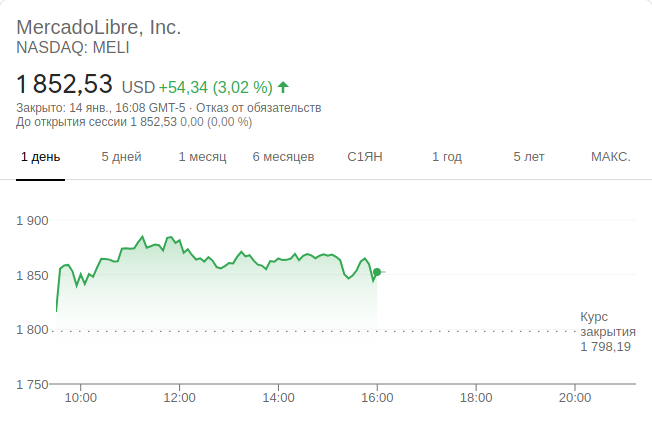 MercadoLibre, Inc.
NASDAQ: MELI
1 852,53 USD +54,34 (3,02 %)
Закрыто: 14 янв., 16:08 GMT-5 · Отказ от обязательств
До открытия сессии 1 852,53 0,00 (0,00 %)
1 день 5 дней 1 месяц 6 месяцев С1ЯН 1 год 5 лет МАКС.
1 900
1 850
1 800
Курс
закрытия
1 798,19
1 750
10:00 12:00 14:00 16:00 18:00 20:00